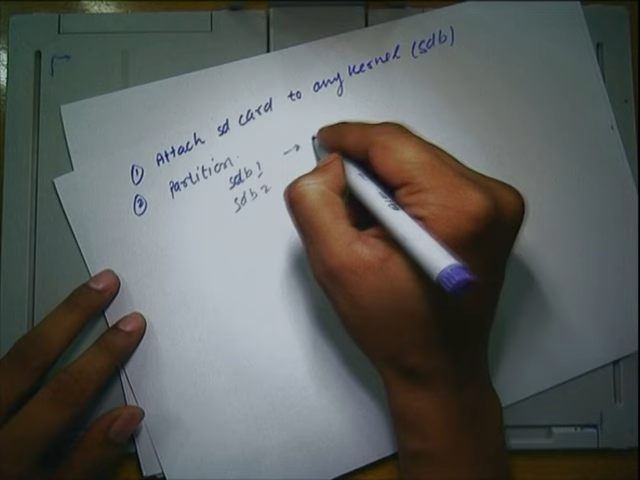 ① Attach sd card to any kernel (sdb)
② Partition.
sdb1 →
sdb2